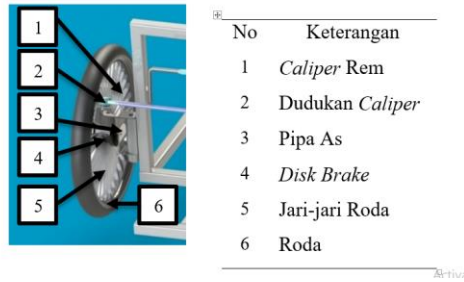 1
2
3
4
5
6
No Keterangan
1 Caliper Rem
2 Dudukan Caliper
3 Pipa As
4 Disk Brake
5 Jari-jari Roda
6 Roda